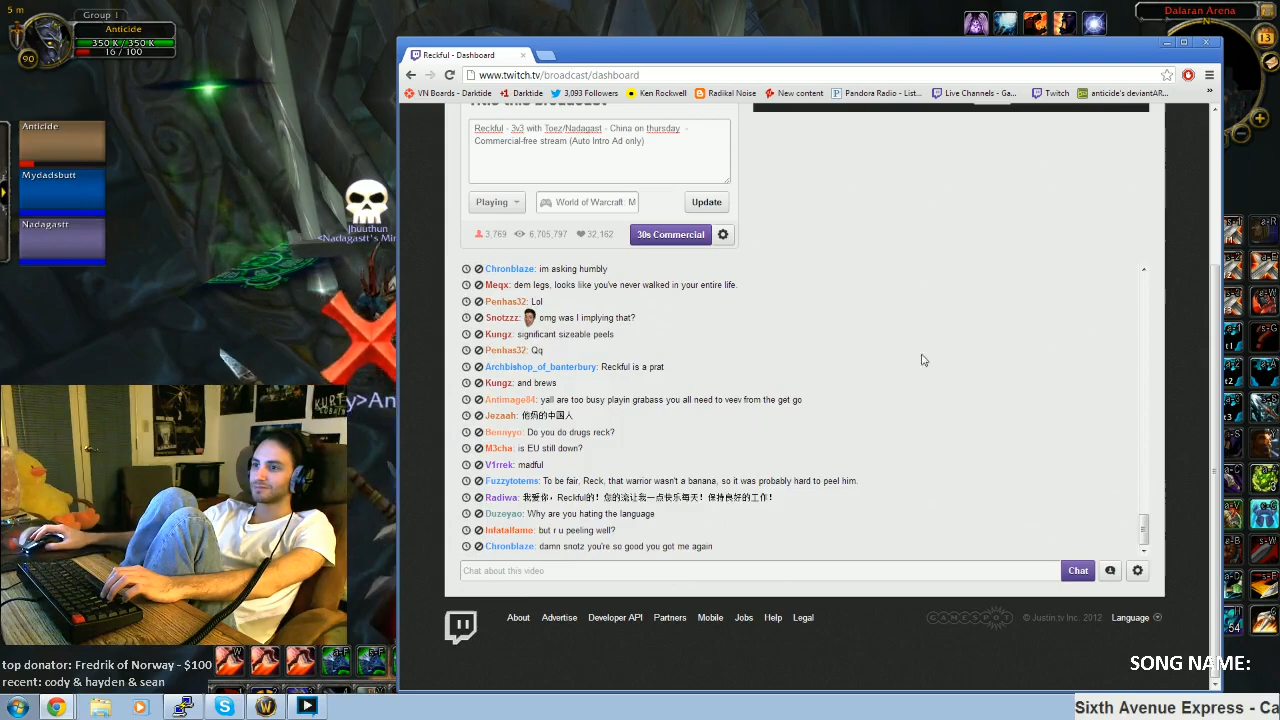 5 m
Group 1
Anticide
350 K / 350 K
16 / 100
90
Anticide
Mydadsbutt
Nadagastt
Dalaran Arena
13
Reckful - Dashboard
www.twitch.tv/broadcast/dashboard
VN Boards - Darktide
Darktide
3,093 Followers
Ken Rockwell
Radikal Noise
New content
Pandora Radio - List...
Live Channels - Ga...
Twitch
anticide's deviantAR...
Title this broadcast
Reckful - 3v3 with Toez/Nadagast - China on thursday -
Commercial-free stream (Auto Intro Ad only)
Playing
World of Warcraft: M
Update
3,769
6,705,797
32,162
30s Commercial
Chronblaze: im asking humbly
Meqx: dem legs, looks like you've never walked in your entire life.
Penhas32: Lol
Snotzzz: omg was I implying that?
Kungz: significant sizeable peels
Penhas32: Qq
Archbishop_of_banterbury: Reckful is a prat
Kungz: and brews
Antimage84: yall are too busy playin grabass you all need to veev from the get go
Jezaah: 他妈的中国人
Bennyyo: Do you do drugs reck?
M3cha: is EU still down?
V1rrek: madful
Fuzzytotems: To be fair, Reck, that warrior wasn't a banana, so it was probably hard to peel him.
Radiwa: 我爱你，Reckful的！你的流让我一点快乐每天！保持良好的工作！
Duzeyao: Why are you hating the language
Infatalfame: but r u peeling well?
Chronblaze: damn snotz you're so good you got me again
Chat about this video
Chat
About
Advertise
Developer API
Partners
Mobile
Jobs
Help
Legal
GAMESPOT
© Justin.tv Inc. 2012
Language
top donator: Fredrik of Norway - $100
recent: cody & hayden & sean
SONG NAME:
Sixth Avenue Express - Ca